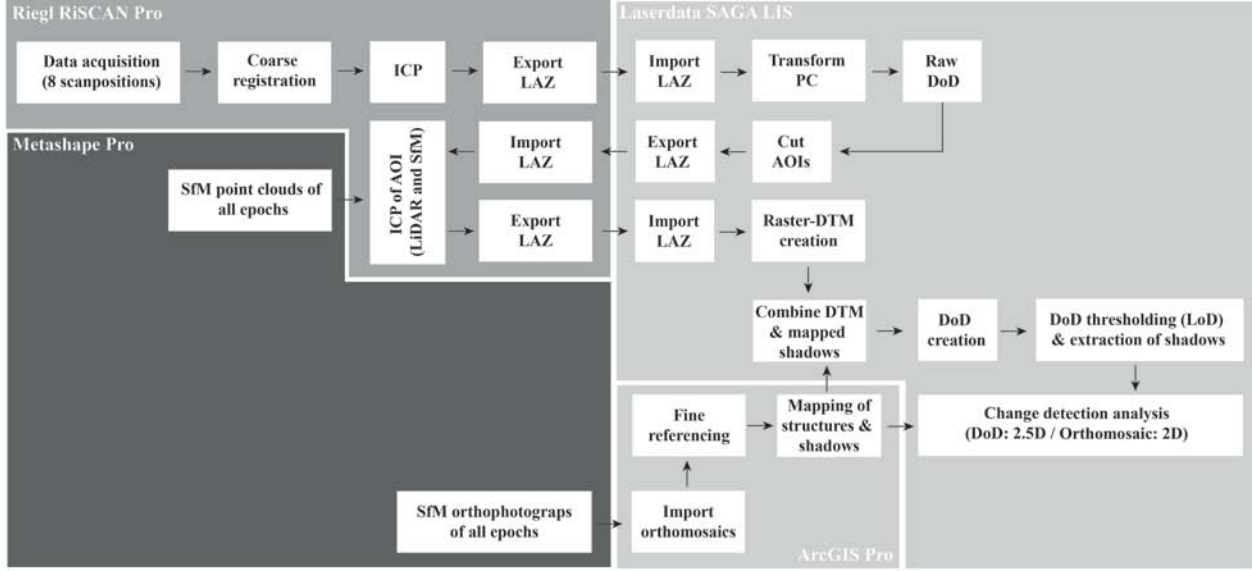 Riegl RiSCAN Pro
Laserdata SAGA LIS
Data acquisition
(8 scanpositions)
Coarse
registration
ICP
Export
LAZ
Import
LAZ
Transform
PC
Raw
DoD
Metashape Pro
SfM point clouds of
all epochs
ICP of AOI
(LiDAR and SfM)
Import
LAZ
Export
LAZ
Cut
AOIs
Export
LAZ
Import
LAZ
Raster-DTM
creation
Combine DTM
& mapped
shadows
DoD
creation
DoD thresholding (LoD)
& extraction of shadows
Fine
referencing
Mapping of
structures &
shadows
Change detection analysis
(DoD: 2.5D / Orthomosaic: 2D)
SfM orthophotograps
of all epochs
Import
orthomosaics
ArcGIS Pro